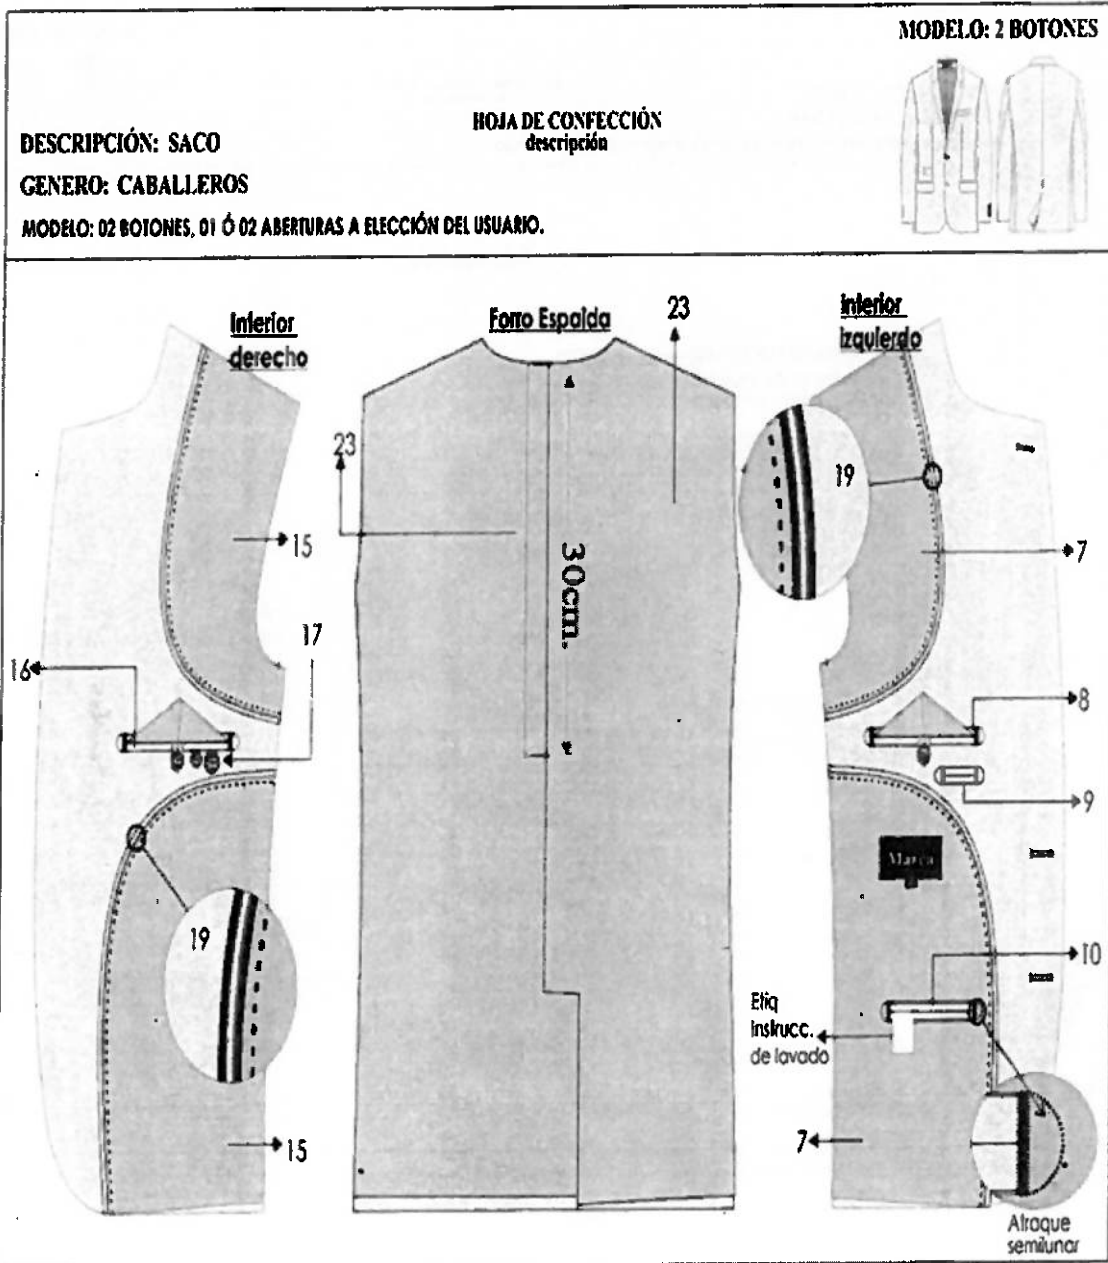 MODELO: 2 BOTONES
HOJA DE CONFECCIÓN
descripción
DESCRIPCIÓN: SACO
GENERO: CABALLEROS
MODELO: 02 BOTONES, 01 Ó 02 ABERTURAS A ELECCIÓN DEL USUARIO.
Interior
derecho
Forro Espalda
23
Interior
izquierdo
23
19
15
30cm.
7
17
16
8
9
Marca
19
10
Etiq
Instrucc.
de lavado
15
7
Atraque
semilunar